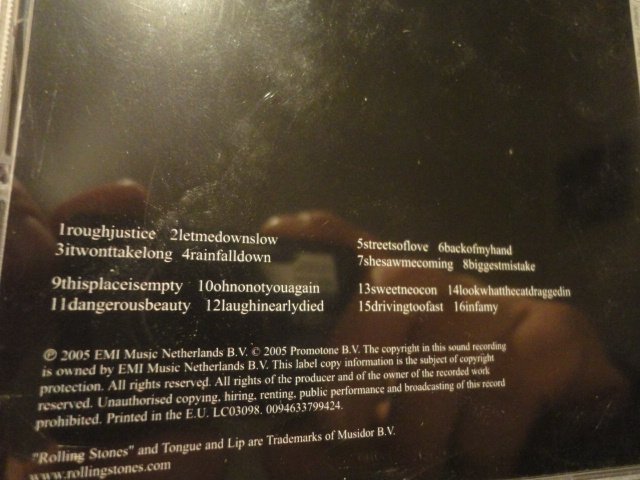 1roughjustice 2letmedownslow
3itwonttakelong 4rainfalldown
5streetsoflove 6backofmyhand
7shesawmecoming 8biggestmistake
9thisplaceisempty 10ohnonotyouagain
11dangerousbeauty 12laughinearlydied
13sweetneocon 14lookwhatthecatdraggedin
15drivingtoofast 16infamy
℗ 2005 EMI Music Netherlands B.V. © 2005 Promotone B.V. The copyright in this sound recording
is owned by EMI Music Netherlands B.V. This label copy information is the subject of copyright
protection. All rights reserved. All rights of the producer and of the owner of the recorded work
reserved. Unauthorised copying, hiring, renting, public performance and broadcasting of this record
prohibited. Printed in the E.U. LC03098. 0094633799424.
"Rolling Stones" and Tongue and Lip are Trademarks of Musidor B.V.
www.rollingstones.com